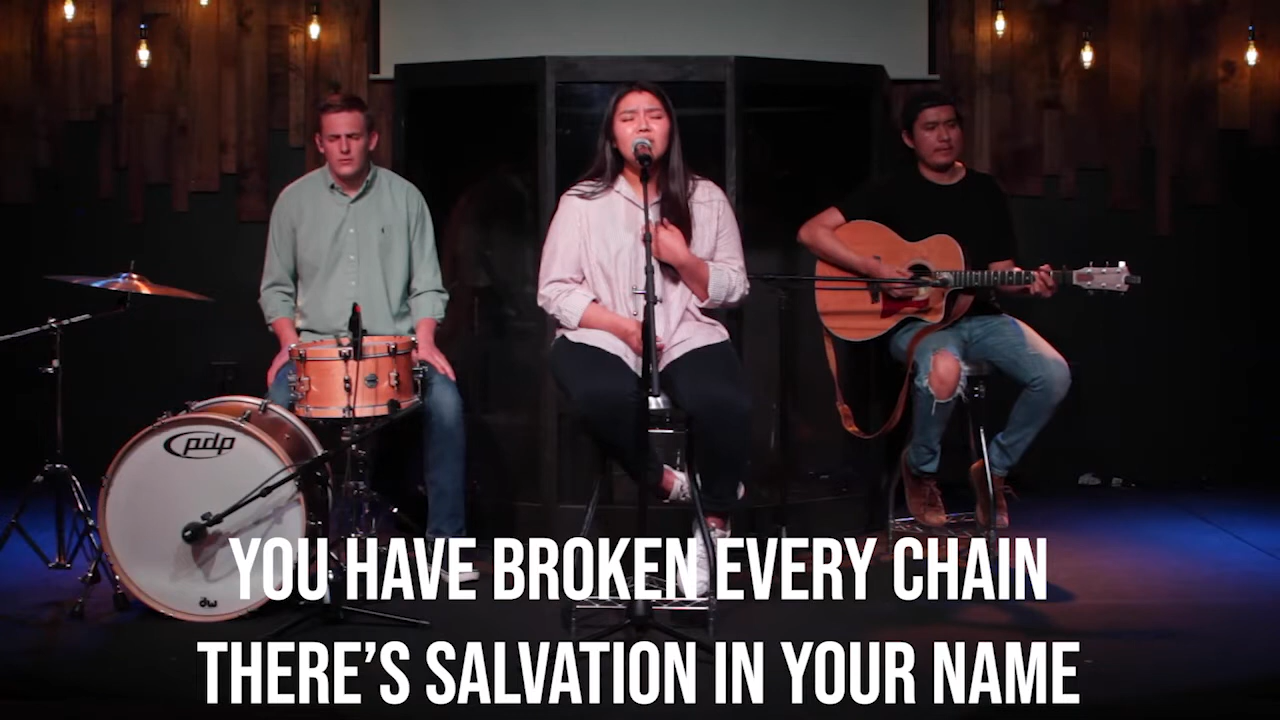 pdp
dw
YOU HAVE BROKEN EVERY CHAIN
THERE'S SALVATION IN YOUR NAME